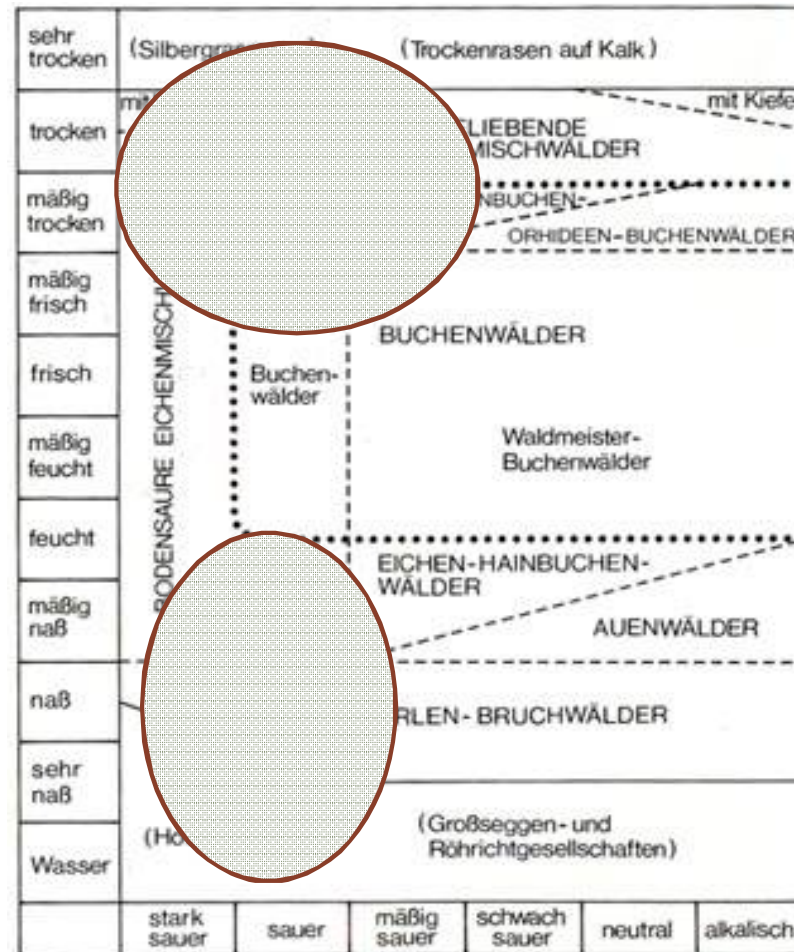 sehr
trocken
(Trockenrasen auf Kalk)
trocken
mit Kiefe
LIEBENDE
MISCHWÄLDER
mäßig
trocken
NBUCHEN-
ORHIDEEN-BUCHENWÄLDER
mäßig
frisch
BUCHENWÄLDER
frisch
Buchen-
wälder
BODENSAURE EICHENMISCH
mäßig
feucht
Waldmeister-
Buchenwälder
feucht
EICHEN-HAINBUCHEN-
WÄLDER
mäßig
naß
AUENWÄLDER
naß
RLEN-BRUCHWÄLDER
sehr
naß
(Großseggen- und
Röhrichtgesellschaften)
Wasser
stark
sauer
sauer
mäßig
sauer
schwach
sauer
neutral
alkalisch